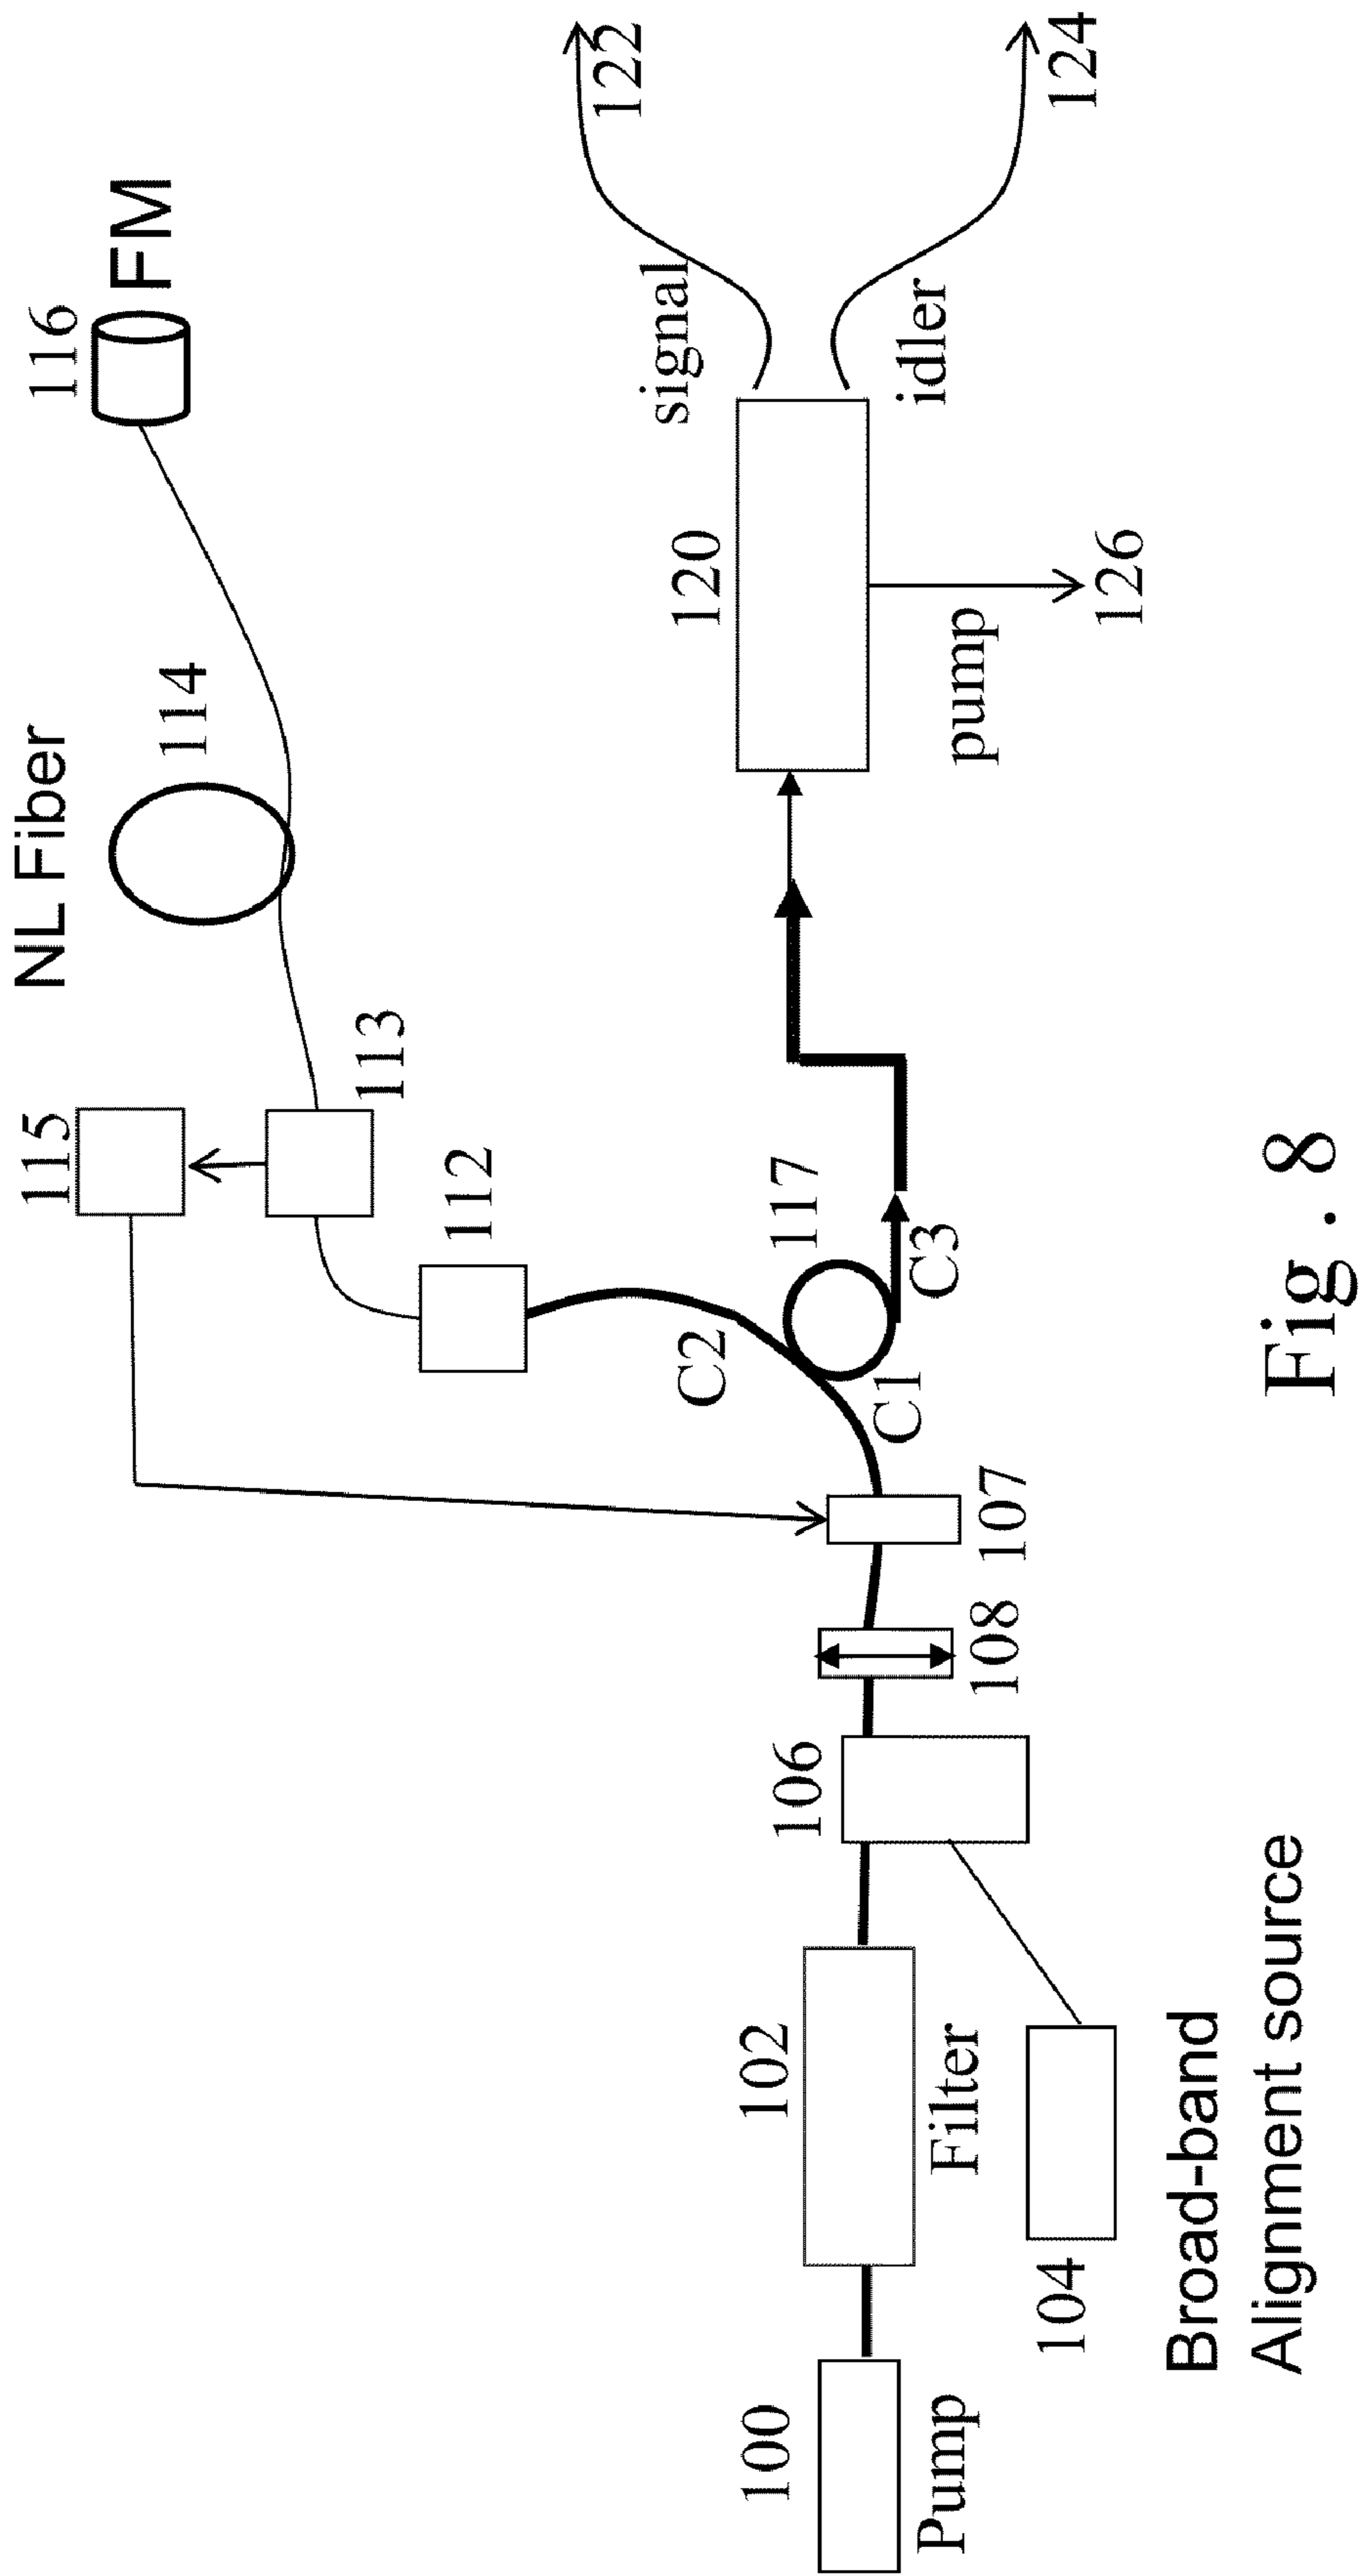 NL Fiber
115
114
116
FM
113
112
C2
117
C1
C3
107
108
106
100
Pump
102
Filter
104
Broad-band
Alignment source
120
signal
122
idler
124
pump
126
Fig. 8